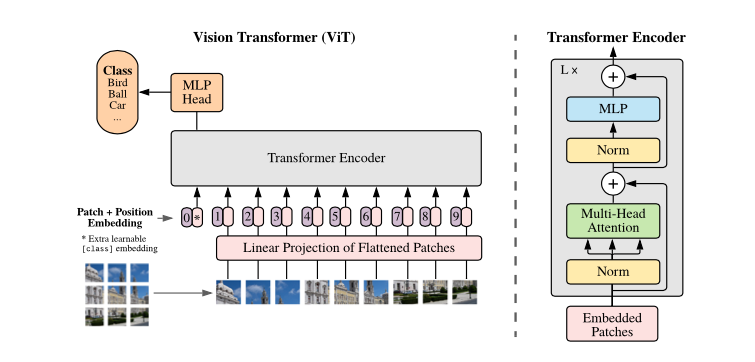 Vision Transformer (ViT)
Class
Bird
Ball
Car
...
MLP
Head
Transformer Encoder
Patch + Position
Embedding
* Extra learnable
[class] embedding
0 * 1 2 3 4 5 6 7 8 9
Linear Projection of Flattened Patches
Transformer Encoder
L x
+
MLP
Norm
+
Multi-Head
Attention
Norm
Embedded
Patches